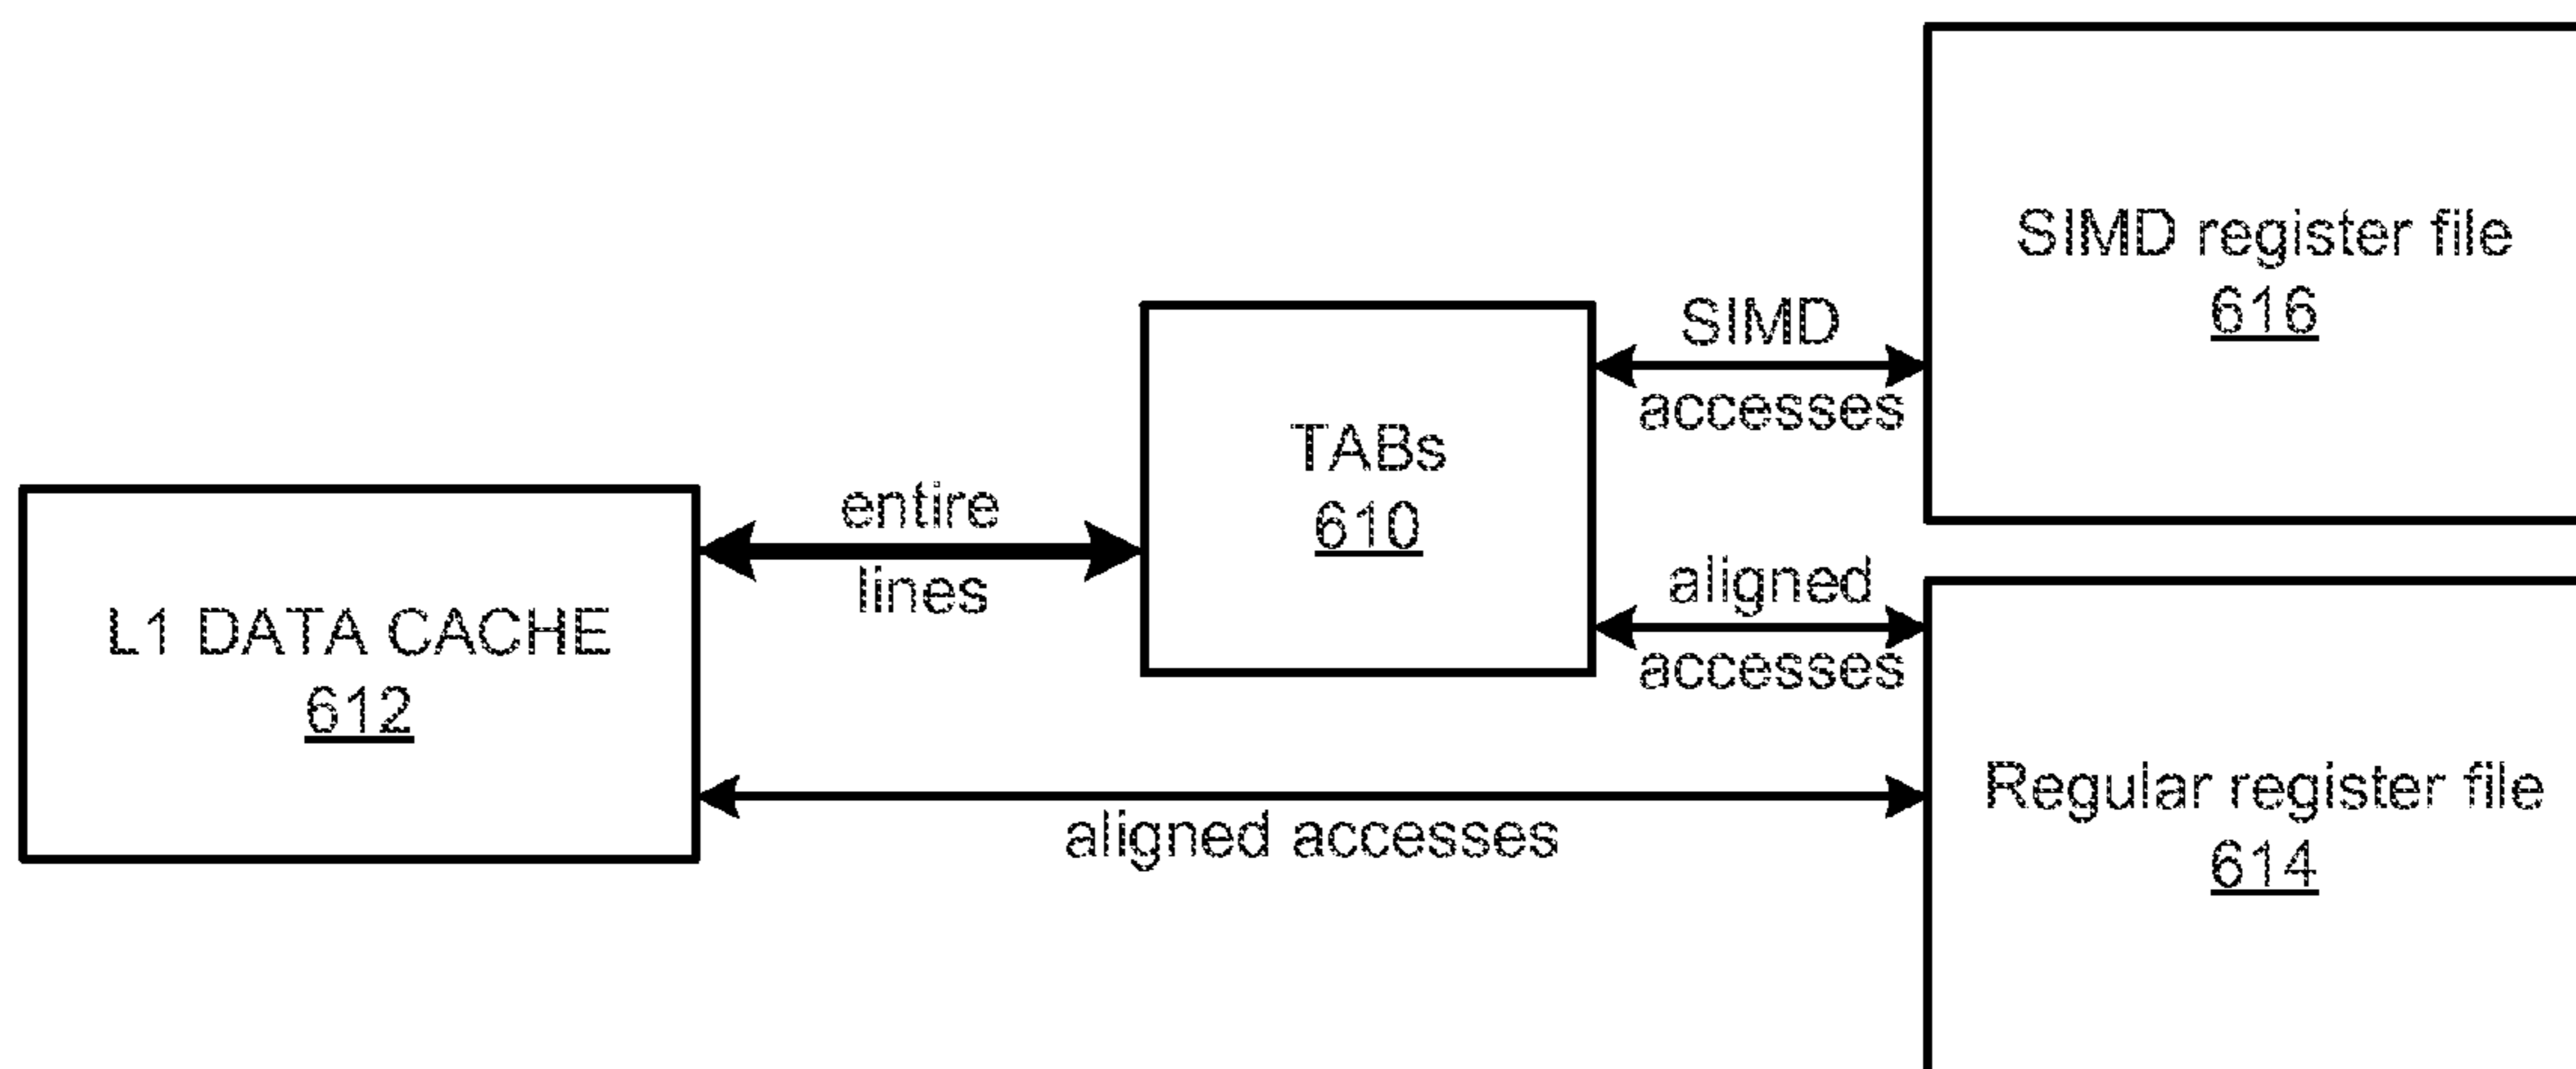 SIMD register file
616
SIMD
accesses
TABs
610
entire
lines
aligned
accesses
L1 DATA CACHE
612
aligned accesses
Regular register file
614